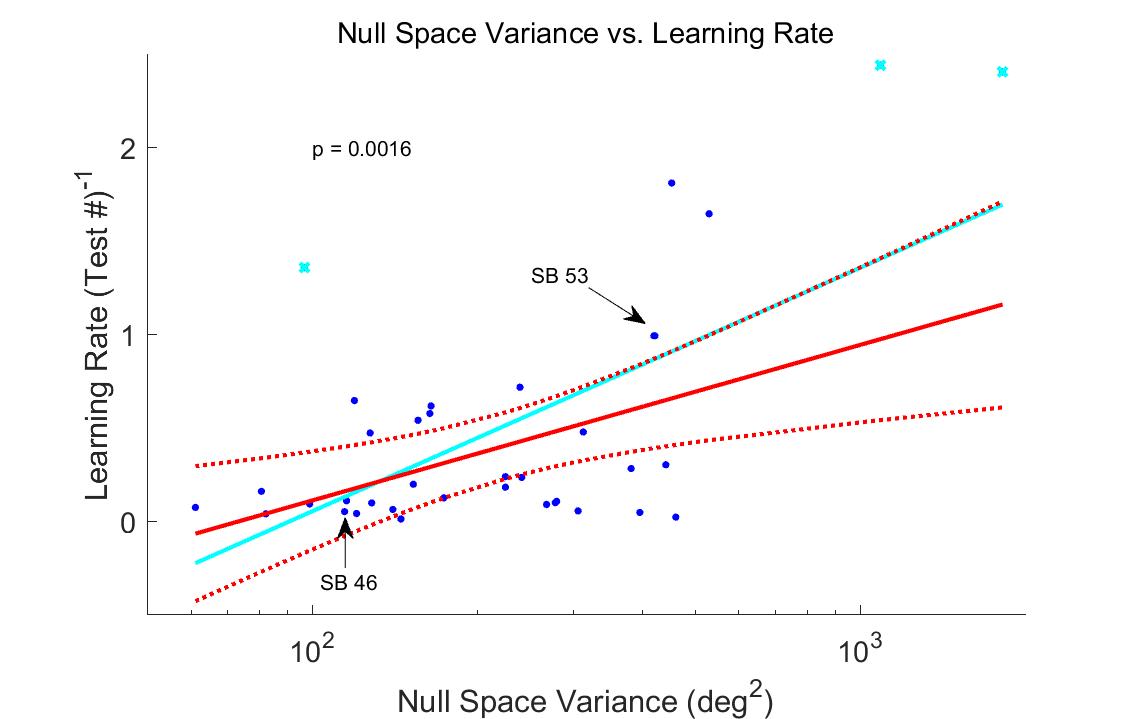 Null Space Variance vs. Learning Rate
Learning Rate (Test #)⁻¹
2
1
0
p = 0.0016
SB 53
SB 46
10²
10³
Null Space Variance (deg²)